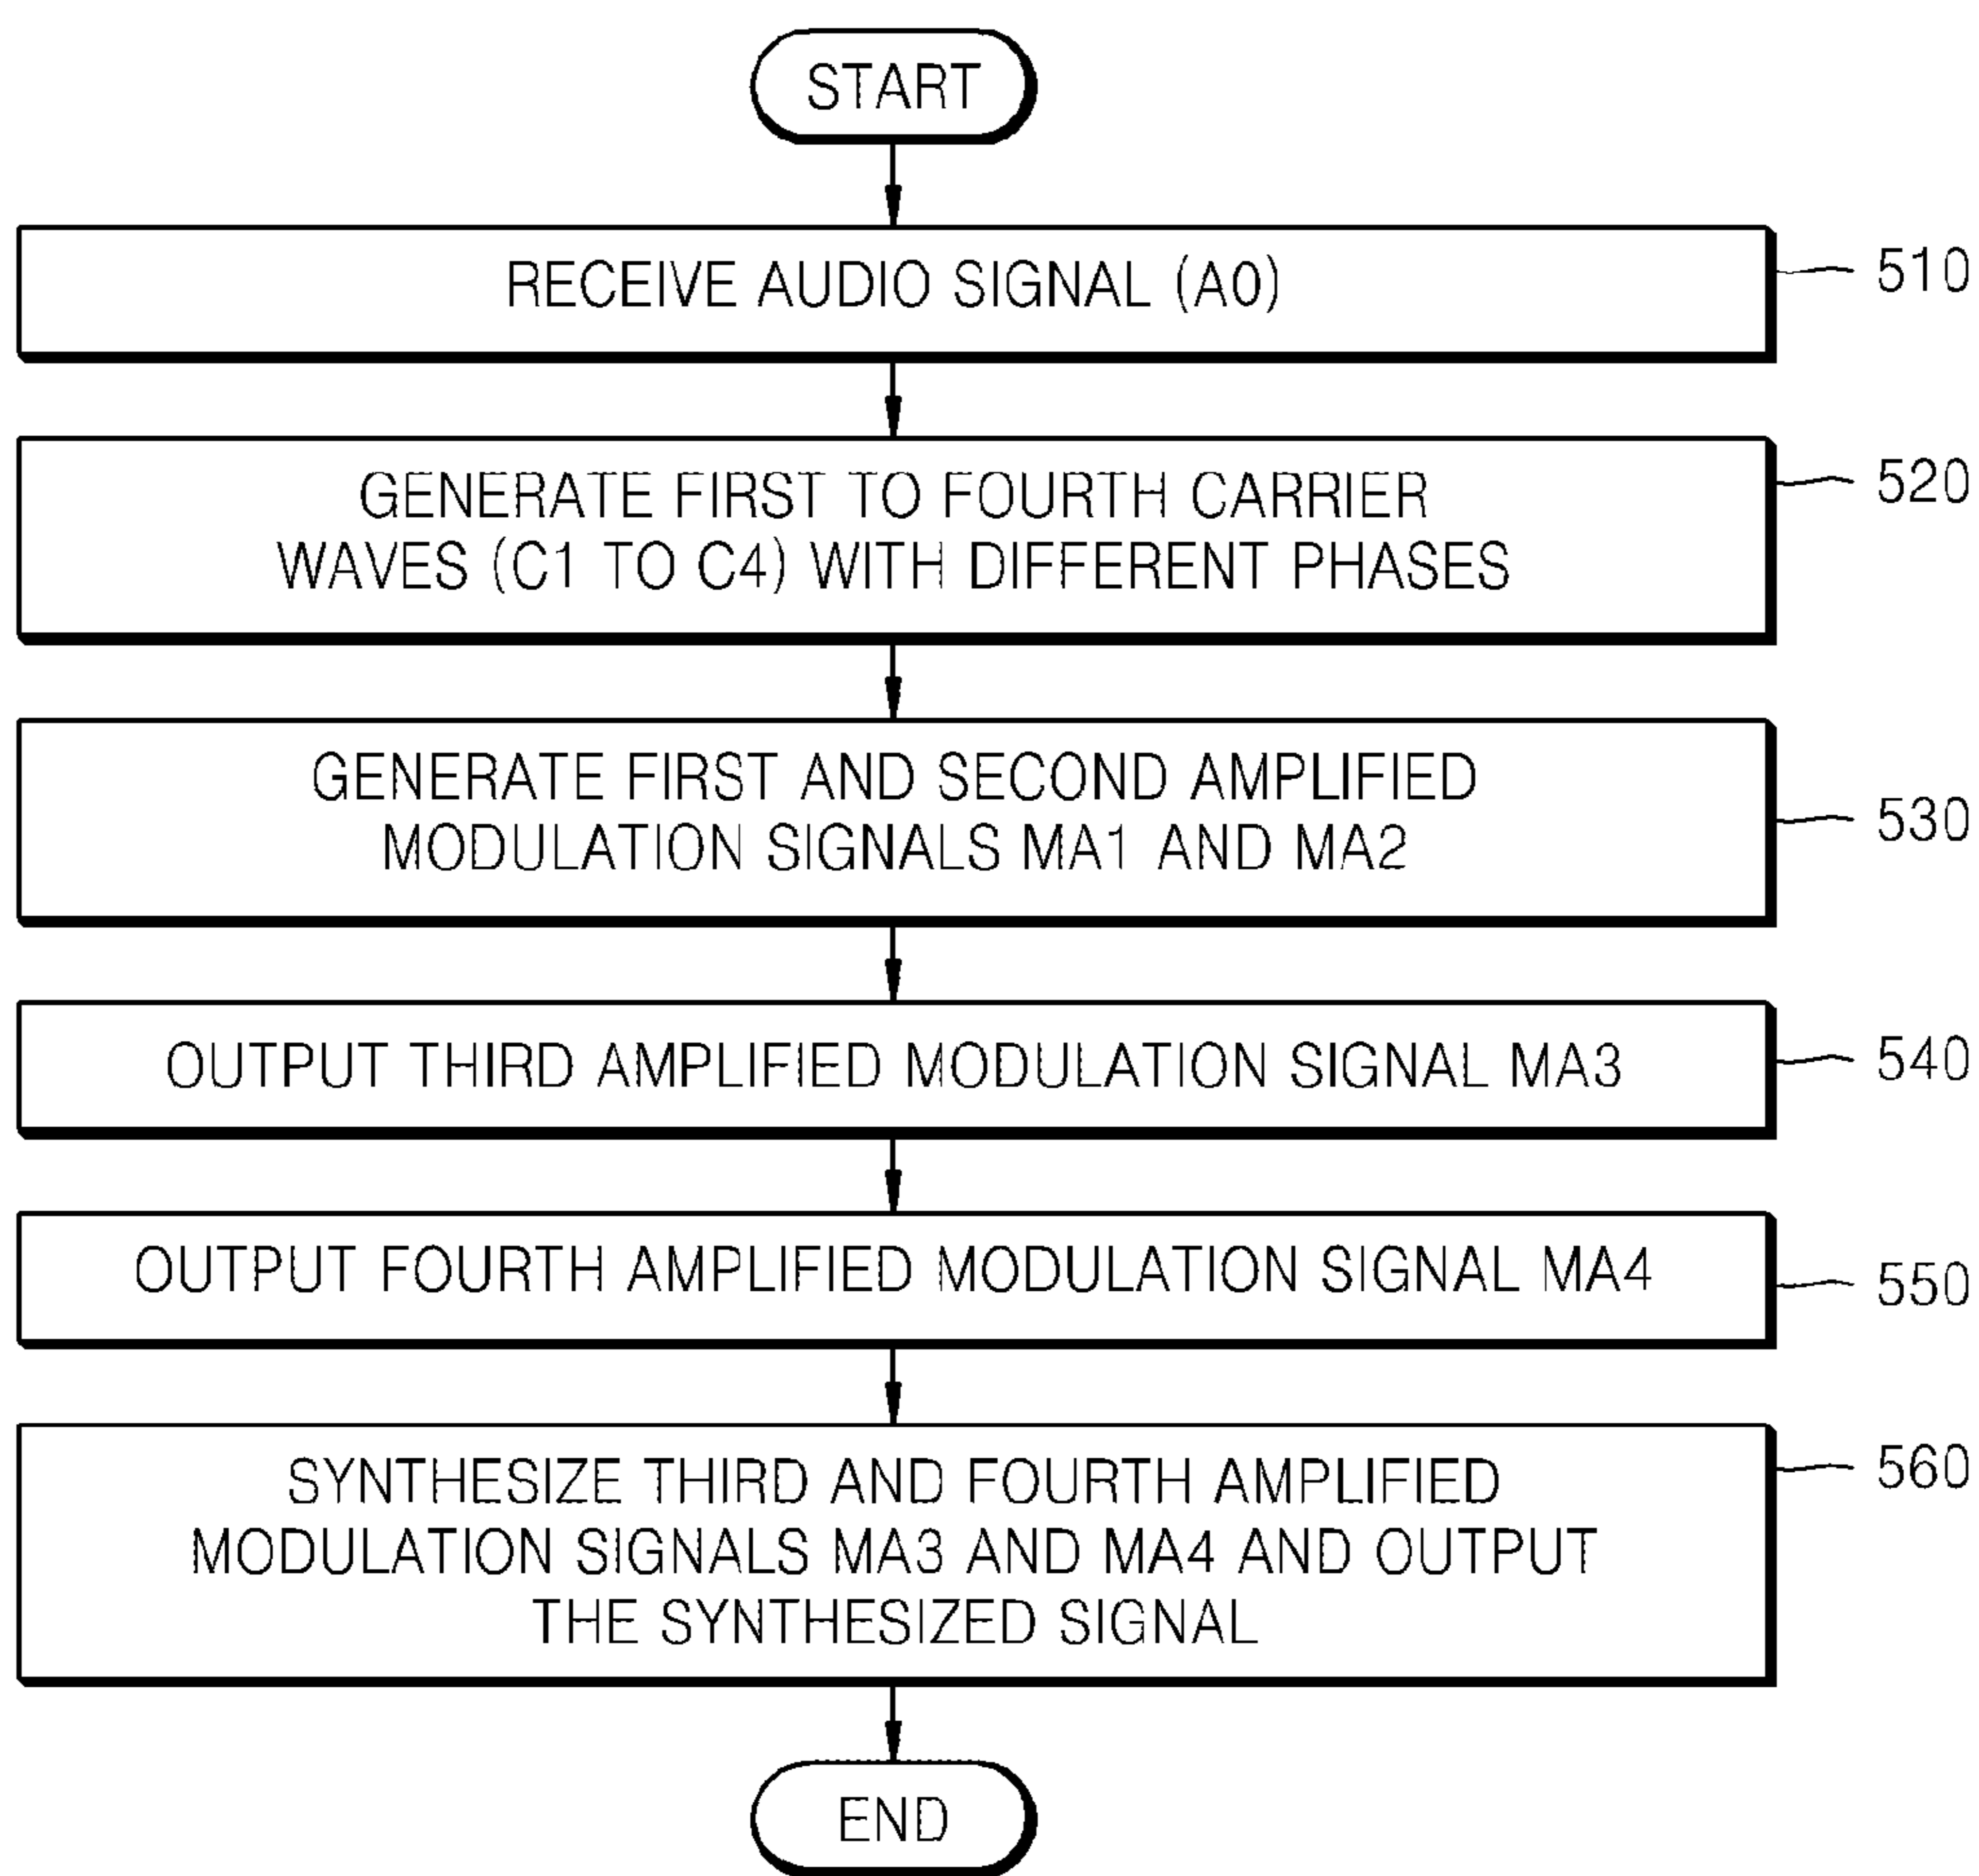 START
RECEIVE AUDIO SIGNAL (A0)
510
GENERATE FIRST TO FOURTH CARRIER
WAVES (C1 TO C4) WITH DIFFERENT PHASES
520
GENERATE FIRST AND SECOND AMPLIFIED
MODULATION SIGNALS MA1 AND MA2
530
OUTPUT THIRD AMPLIFIED MODULATION SIGNAL MA3
540
OUTPUT FOURTH AMPLIFIED MODULATION SIGNAL MA4
550
SYNTHESIZE THIRD AND FOURTH AMPLIFIED
MODULATION SIGNALS MA3 AND MA4 AND OUTPUT
THE SYNTHESIZED SIGNAL
560
END